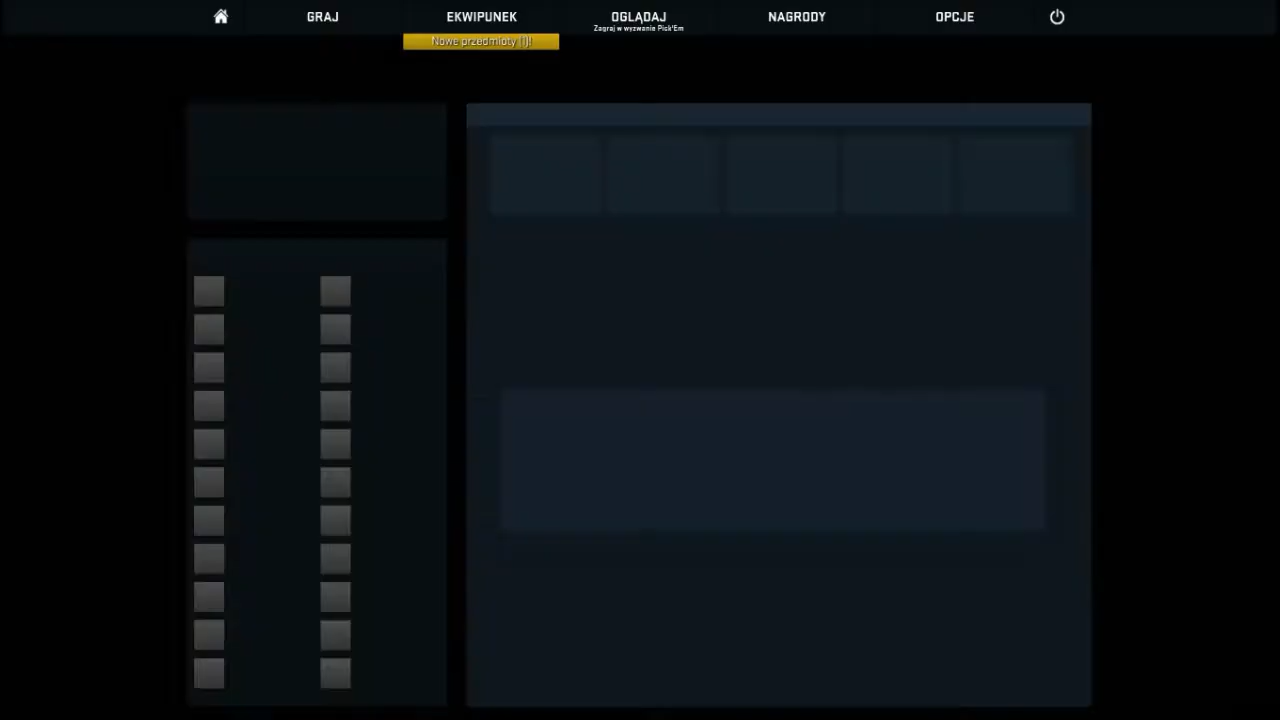 GRAJ
EKWIPUNEK
OGLĄDAJ
NAGRODY
OPCJE
Zagraj w wyzwanie Pick'Em
Nowe przedmioty (1)!